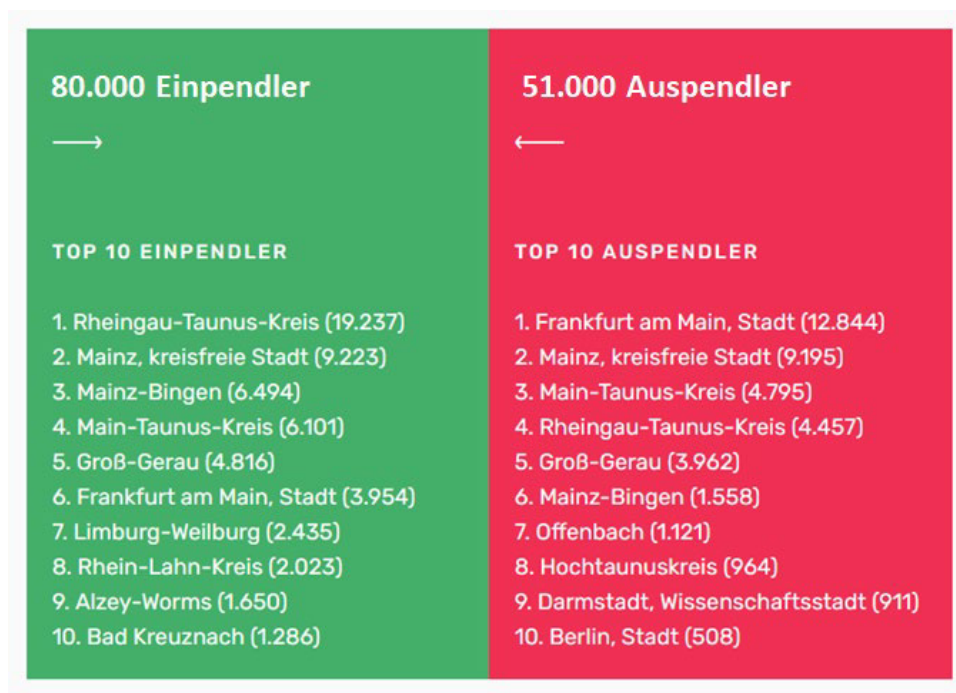 80.000 Einpendler
→
TOP 10 EINPENDLER
1. Rheingau-Taunus-Kreis (19.237)
2. Mainz, kreisfreie Stadt (9.223)
3. Mainz-Bingen (6.494)
4. Main-Taunus-Kreis (6.101)
5. Groß-Gerau (4.816)
6. Frankfurt am Main, Stadt (3.954)
7. Limburg-Weilburg (2.435)
8. Rhein-Lahn-Kreis (2.023)
9. Alzey-Worms (1.650)
10. Bad Kreuznach (1.286)
51.000 Auspendler
←
TOP 10 AUSPENDLER
1. Frankfurt am Main, Stadt (12.844)
2. Mainz, kreisfreie Stadt (9.195)
3. Main-Taunus-Kreis (4.795)
4. Rheingau-Taunus-Kreis (4.457)
5. Groß-Gerau (3.962)
6. Mainz-Bingen (1.558)
7. Offenbach (1.121)
8. Hochtaunuskreis (964)
9. Darmstadt, Wissenschaftsstadt (911)
10. Berlin, Stadt (508)